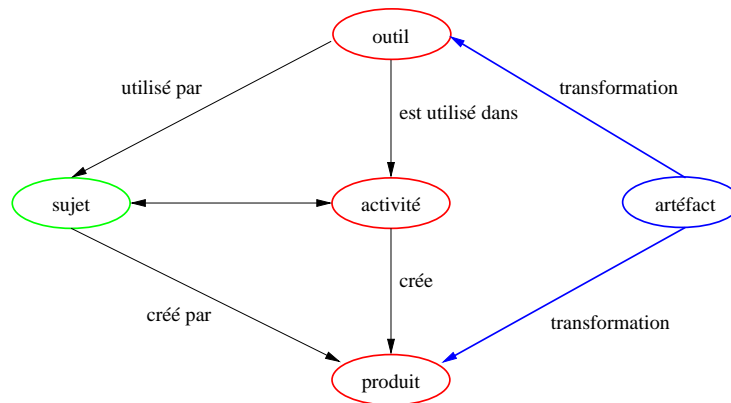 outil
utilisé par
transformation
est utilisé dans
sujet
activité
artéfact
crée
créé par
transformation
produit